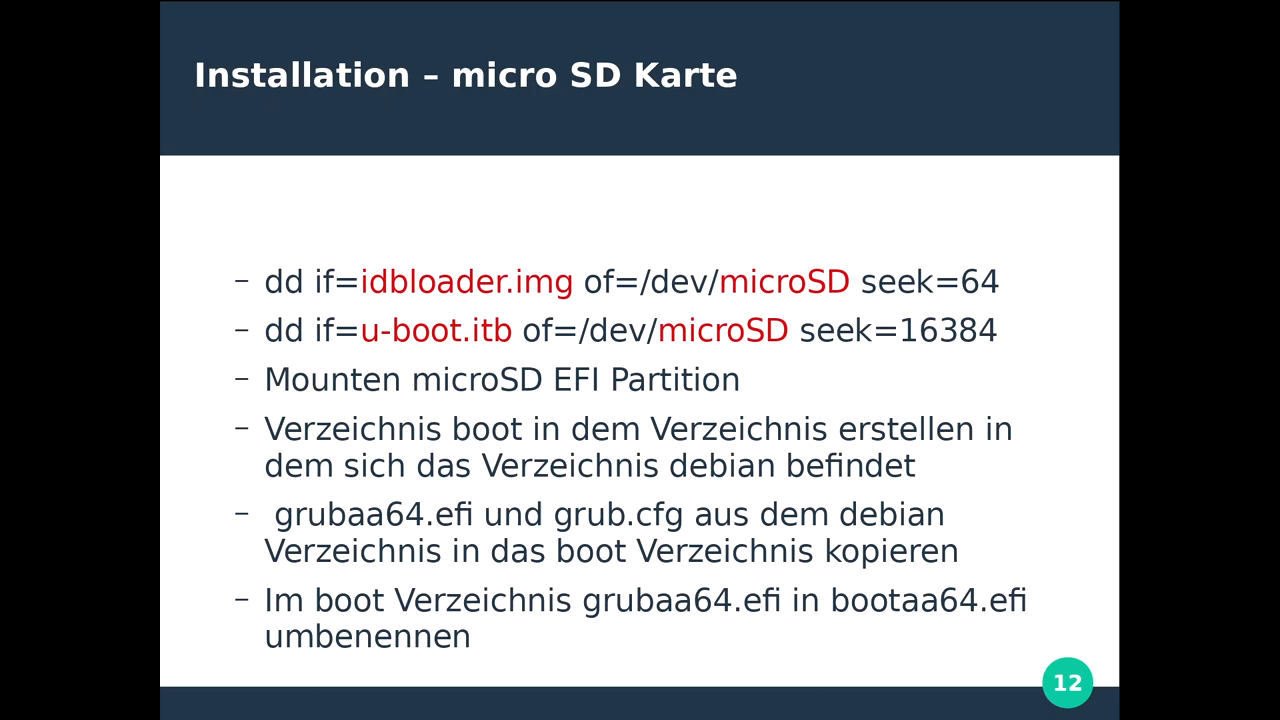 Installation – micro SD Karte
– dd if=idbloader.img of=/dev/microSD seek=64
– dd if=u-boot.itb of=/dev/microSD seek=16384
– Mounten microSD EFI Partition
– Verzeichnis boot in dem Verzeichnis erstellen in
dem sich das Verzeichnis debian befindet
– grubaa64.efi und grub.cfg aus dem debian
Verzeichnis in das boot Verzeichnis kopieren
– Im boot Verzeichnis grubaa64.efi in bootaa64.efi
umbenennen
12